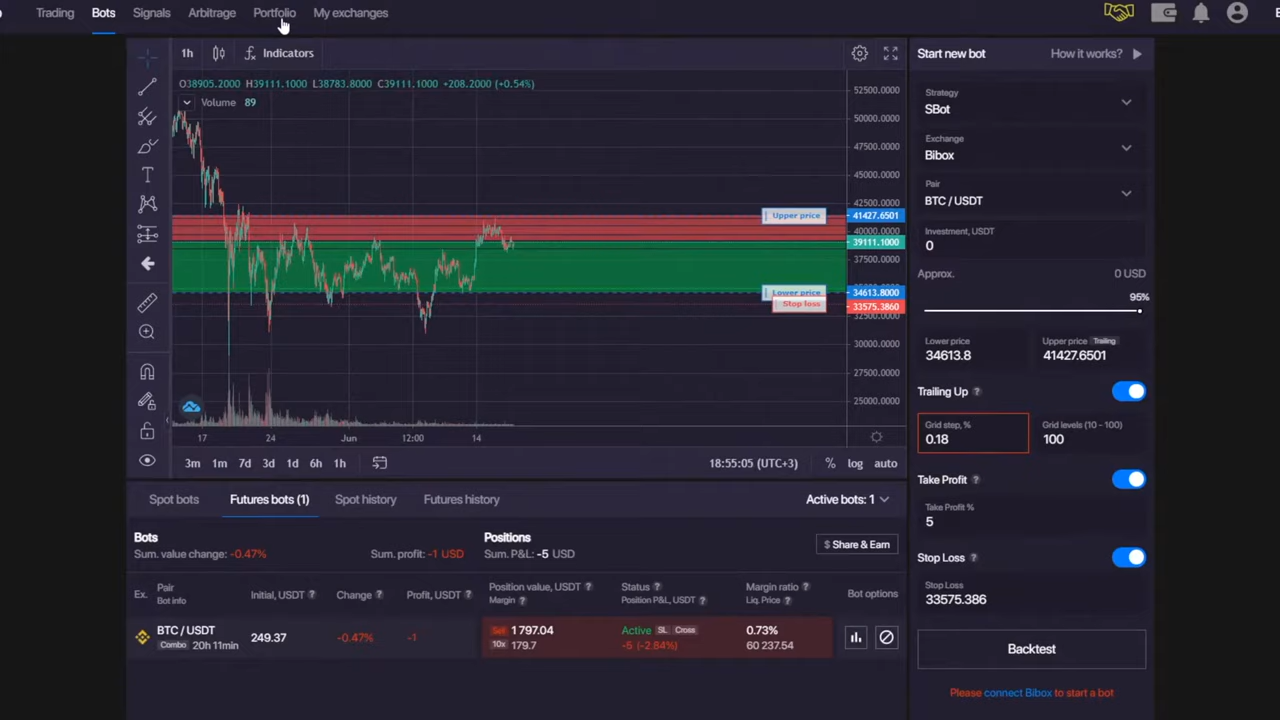 Trading Bots Signals Arbitrage Portfolio My exchanges
1h Indicators
O38905.2000 H39111.1000 L38783.8000 C39111.1000 +208.2000 (+0.54%)
Volume 89
52500.0000
50000.0000
47500.0000
45000.0000
42500.0000
Upper price 41427.6501
40000.0000
39111.1000
37500.0000
Lower price 34613.8000
Stop loss 33575.3860
32500.0000
30000.0000
27500.0000
25000.0000
17 24 Jun 12:00 14
3m 1m 7d 3d 1d 6h 1h 18:55:05 (UTC+3) % log auto
Start new bot How it works?
Strategy
SBot
Exchange
Bibox
Pair
BTC / USDT
Investment, USDT
0
Approx. 0 USD
95%
Lower price Upper price Trailing
34613.8 41427.6501
Trailing Up ?
Grid step, % Grid levels (10 – 100)
0.18 100
Take Profit ?
Take Profit %
5
Stop Loss ?
Stop Loss
33575.386
Backtest
Please connect Bibox to start a bot
Spot bots Futures bots (1) Spot history Futures history Active bots: 1
Bots Positions
Sum. value change: -0.47% Sum. profit: -1 USD Sum. P&L: -5 USD $ Share & Earn
Ex. Pair Initial, USDT ? Change ? Profit, USDT ? Position value, USDT ? Status ? Margin ratio ? Bot options
Bot info Margin ? Position P&L, USDT ? Liq. Price ?
BTC / USDT 249.37 -0.47% -1 Sell 1 797.04 Active SL Cross 0.73%
Combo 20h 11min 10x 179.7 -5 (-2.84%) 60 237.54